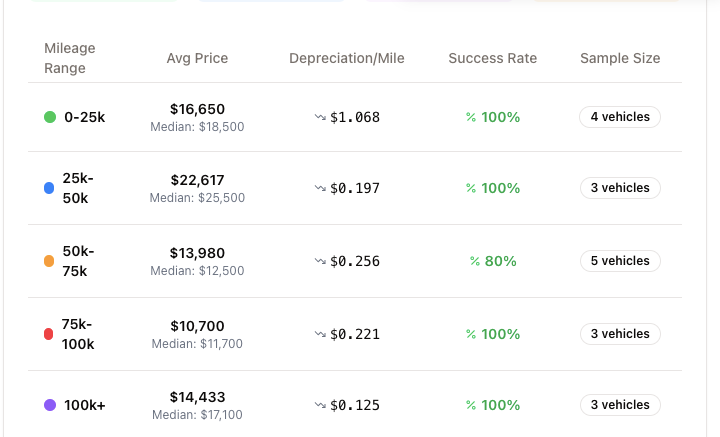 Mileage
Range
Avg Price
Depreciation/Mile
Success Rate
Sample Size
0-25k
$16,650
Median: $18,500
$1.068
% 100%
4 vehicles
25k-
50k
$22,617
Median: $25,500
$0.197
% 100%
3 vehicles
50k-
75k
$13,980
Median: $12,500
$0.256
% 80%
5 vehicles
75k-
100k
$10,700
Median: $11,700
$0.221
% 100%
3 vehicles
100k+
$14,433
Median: $17,100
$0.125
% 100%
3 vehicles